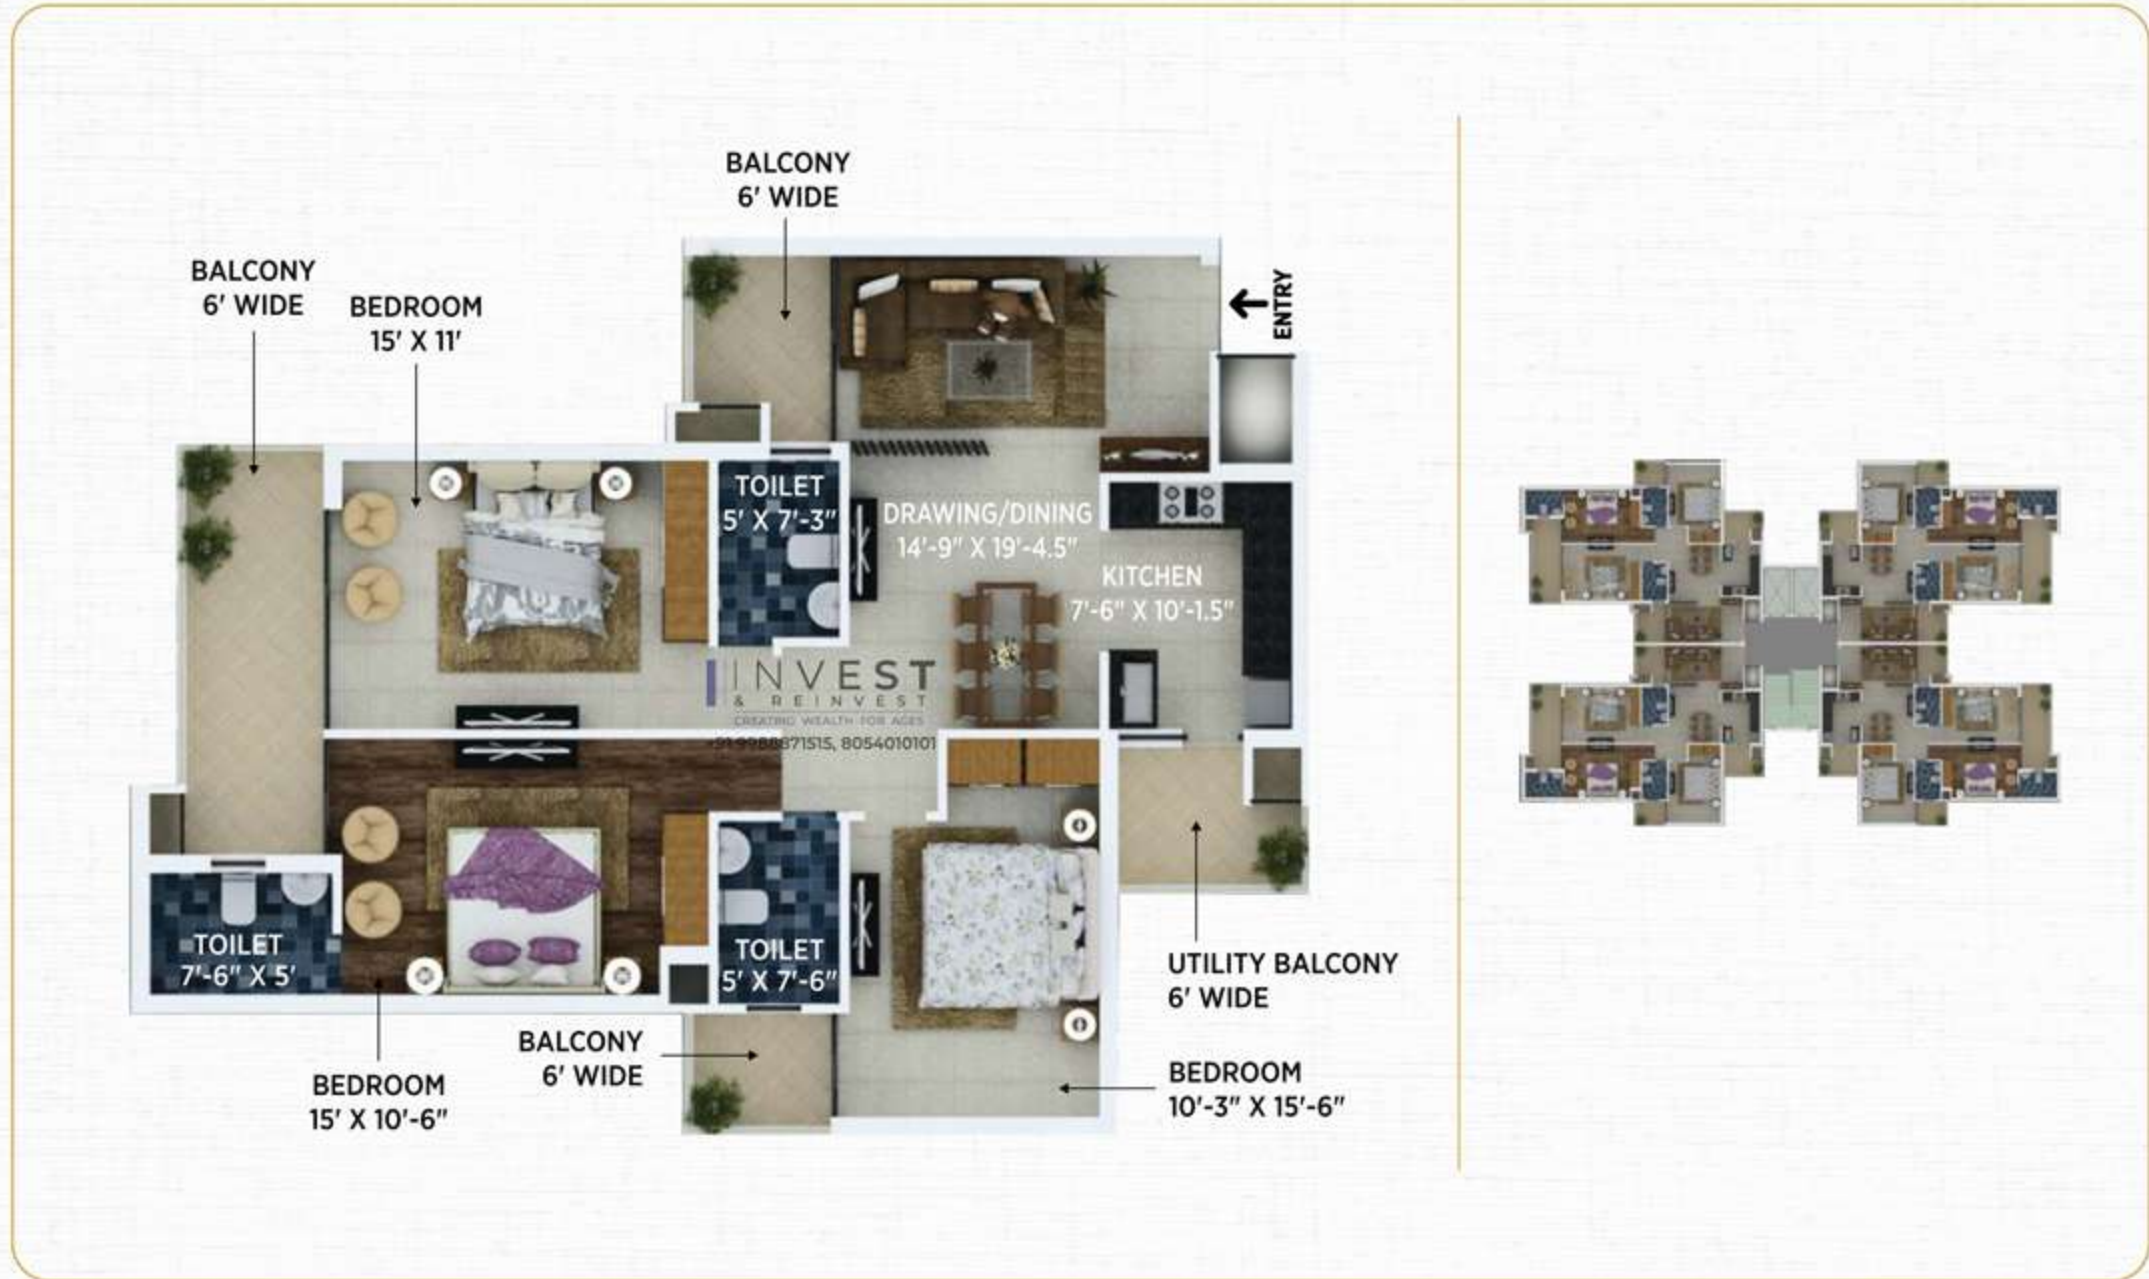 BALCONY
6' WIDE
BALCONY
6' WIDE
BEDROOM
15' X 11'
ENTRY
TOILET
5' X 7'-3"
DRAWING/DINING
14'-9" X 19'-4.5"
KITCHEN
7'-6" X 10'-1.5"
INVEST
& REINVEST
CREATING WEALTH FOR AGES
+91 9988871515, 8054010101
TOILET
7'-6" X 5'
TOILET
5' X 7'-6"
UTILITY BALCONY
6' WIDE
BALCONY
6' WIDE
BEDROOM
15' X 10'-6"
BEDROOM
10'-3" X 15'-6"